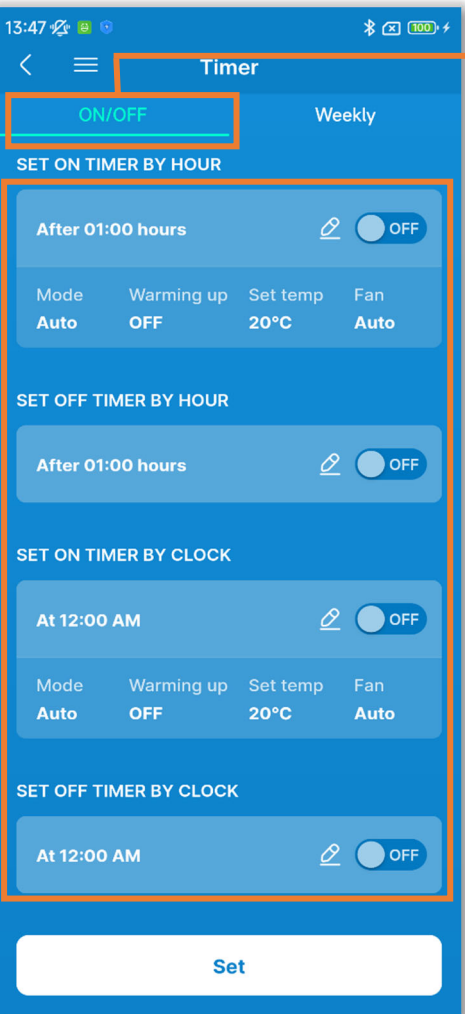 13:47 100
Timer
ON/OFF Weekly
SET ON TIMER BY HOUR
After 01:00 hours OFF
Mode Warming up Set temp Fan
Auto OFF 20°C Auto
SET OFF TIMER BY HOUR
After 01:00 hours OFF
SET ON TIMER BY CLOCK
At 12:00 AM OFF
Mode Warming up Set temp Fan
Auto OFF 20°C Auto
SET OFF TIMER BY CLOCK
At 12:00 AM OFF
Set